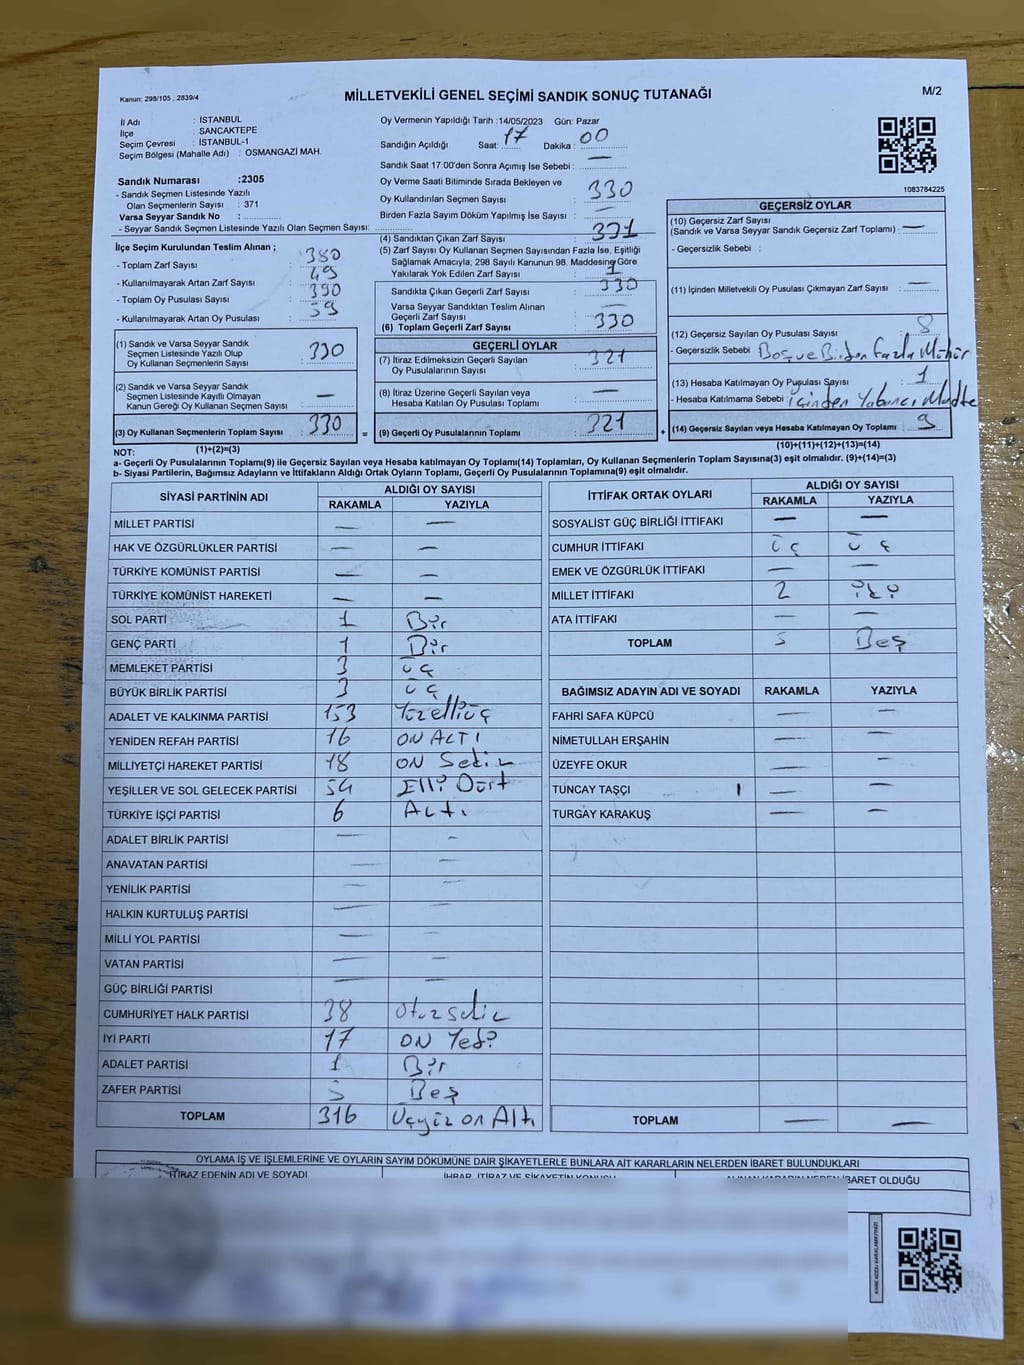 Kanun; 298/105 , 2839/4
MİLLETVEKİLİ GENEL SEÇİMİ SANDIK SONUÇ TUTANAĞI
M/2
İl Adı : İSTANBUL
İlçe : SANCAKTEPE
Seçim Çevresi : İSTANBUL-1
Seçim Bölgesi (Mahalle Adı) : OSMANGAZİ MAH.
Sandık Numarası :2305
- Sandık Seçmen Listesinde Yazılı
Olan Seçmenlerin Sayısı : 371
Varsa Seyyar Sandık No :
- Seyyar Sandık Seçmen Listesinde Yazılı Olan Seçmen Sayısı:
Oy Vermenin Yapıldığı Tarih :14/05/2023 Gün: Pazar
Sandığın Açıldığı Saat: 17 Dakika : 00
Sandık Saat 17:00'den Sonra Açımış İse Sebebi : —
Oy Verme Saati Bitiminde Sırada Bekleyen ve
Oy Kullandırılan Seçmen Sayısı : 330
Birden Fazla Sayım Döküm Yapılmış İse Sayısı : —
1083784225
İlçe Seçim Kurulundan Teslim Alınan ;
- Toplam Zarf Sayısı : 380
- Kullanılmayarak Artan Zarf Sayısı : 49
- Toplam Oy Pusulası Sayısı : 390
- Kullanılmayarak Artan Oy Pusulası : 59
(4) Sandıktan Çıkan Zarf Sayısı : 331
(5) Zarf Sayısı Oy Kullanan Seçmen Sayısından Fazla İse, Eşitliği
Sağlamak Amacıyla; 298 Sayılı Kanunun 98. Maddesine Göre
Yakılarak Yok Edilen Zarf Sayısı : 1
Sandıkta Çıkan Geçerli Zarf Sayısı : 330
Varsa Seyyar Sandıktan Teslim Alınan
Geçerli Zarf Sayısı : —
(6) Toplam Geçerli Zarf Sayısı : 330
GEÇERSİZ OYLAR
(10) Geçersiz Zarf Sayısı
(Sandık ve Varsa Seyyar Sandık Geçersiz Zarf Toplamı) : —
- Geçersizlik Sebebi :
(11) İçinden Milletvekili Oy Pusulası Çıkmayan Zarf Sayısı : —
(12) Geçersiz Sayılan Oy Pusulası Sayısı : 8
- Geçersizlik Sebebi : Boş ve Birden fazla Mühür
(13) Hesaba Katılmayan Oy Pusulası Sayısı : 1
- Hesaba Katılmama Sebebi : içinden Yabancı Madde
(14) Geçersiz Sayılan veya Hesaba Katılmayan Oy Toplamı : 9
(10)+(11)+(12)+(13)=(14)
(1) Sandık ve Varsa Seyyar Sandık
Seçmen Listesinde Yazılı Olup
Oy Kullanan Seçmenlerin Sayısı : 330
(2) Sandık ve Varsa Seyyar Sandık
Seçmen Listesinde Kayıtlı Olmayan
Kanun Gereği Oy Kullanan Seçmen Sayısı : —
(3) Oy Kullanan Seçmenlerin Toplam Sayısı : 330
(1)+(2)=(3)
=
GEÇERLİ OYLAR
(7) İtiraz Edilmeksizin Geçerli Sayılan
Oy Pusulalarının Sayısı : 321
(8) İtiraz Üzerine Geçerli Sayılan veya
Hesaba Katılan Oy Pusulası Toplamı : —
(9) Geçerli Oy Pusulalarının Toplamı : 321
+
NOT:
a- Geçerli Oy Pusulalarının Toplamı(9) ile Geçersiz Sayılan veya Hesaba katılmayan Oy Toplamı(14) Toplamları, Oy Kullanan Seçmenlerin Toplam Sayısına(3) eşit olmalıdır. (9)+(14)=(3)
b- Siyasi Partilerin, Bağımsız Adayların ve İttifakların Aldığı Ortak Oyların Toplamı, Geçerli Oy Pusulalarının Toplamına(9) eşit olmalıdır.
SİYASİ PARTİNİN ADI ALDIĞI OY SAYISI
RAKAMLA YAZIYLA
MİLLET PARTİSİ — —
HAK VE ÖZGÜRLÜKLER PARTİSİ — —
TÜRKİYE KOMÜNİST PARTİSİ — —
TÜRKİYE KOMÜNİST HAREKETİ — —
SOL PARTİ 1 Bir
GENÇ PARTİ 1 Bir
MEMLEKET PARTİSİ 3 üç
BÜYÜK BİRLİK PARTİSİ 3 üç
ADALET VE KALKINMA PARTİSİ 153 Yüzelliüç
YENİDEN REFAH PARTİSİ 16 ON ALTI
MİLLİYETÇİ HAREKET PARTİSİ 18 ON Sekiz
YEŞİLLER VE SOL GELECEK PARTİSİ 54 Elli Dört
TÜRKİYE İŞÇİ PARTİSİ 6 Altı
ADALET BİRLİK PARTİSİ — —
ANAVATAN PARTİSİ — —
YENİLİK PARTİSİ — —
HALKIN KURTULUŞ PARTİSİ — —
MİLLİ YOL PARTİSİ — —
VATAN PARTİSİ — —
GÜÇ BİRLİĞİ PARTİSİ — —
CUMHURİYET HALK PARTİSİ 38 Otuzsekiz
İYİ PARTİ 17 ON Yedi
ADALET PARTİSİ 1 Bir
ZAFER PARTİSİ 5 Beş
TOPLAM 316 Üçyüz on Altı
İTTİFAK ORTAK OYLARI ALDIĞI OY SAYISI
RAKAMLA YAZIYLA
SOSYALİST GÜÇ BİRLİĞİ İTTİFAKI — —
CUMHUR İTTİFAKI üç üç
EMEK VE ÖZGÜRLÜK İTTİFAKI — —
MİLLET İTTİFAKI 2 iki
ATA İTTİFAKI — —
TOPLAM 5 Beş
BAĞIMSIZ ADAYIN ADI VE SOYADI RAKAMLA YAZIYLA
FAHRİ SAFA KÜPCÜ — —
NİMETULLAH ERŞAHİN — —
ÜZEYFE OKUR — —
TUNCAY TAŞÇI — —
TURGAY KARAKUŞ — —
TOPLAM — —
OYLAMA İŞ VE İŞLEMLERİNE VE OYLARIN SAYIM DÖKÜMÜNE DAİR ŞİKAYETLERLE BUNLARA AİT KARARLARIN NELERDEN İBARET BULUNDUKLARI
İTİRAZ EDENİN ADI VE SOYADI
İHBAR, İTİRAZ VE ŞİKAYETİN KONUSU
ALINAN KARARIN NEDEN İBARET OLDUĞU